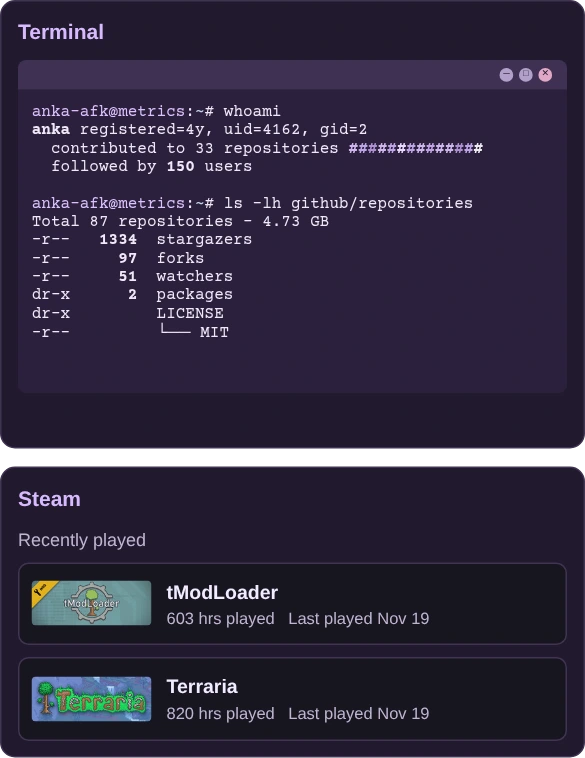 Terminal
anka-afk@metrics:~# whoami
anka registered=4y, uid=4162, gid=2
contributed to 33 repositories ##############
followed by 150 users
anka-afk@metrics:~# ls -lh github/repositories
Total 87 repositories - 4.73 GB
-r-- 1334 stargazers
-r-- 97 forks
-r-- 51 watchers
dr-x 2 packages
dr-x LICENSE
-r-- └── MIT
Steam
Recently played
tModLoader
tModLoader
603 hrs played Last played Nov 19
Terraria
Terraria
820 hrs played Last played Nov 19